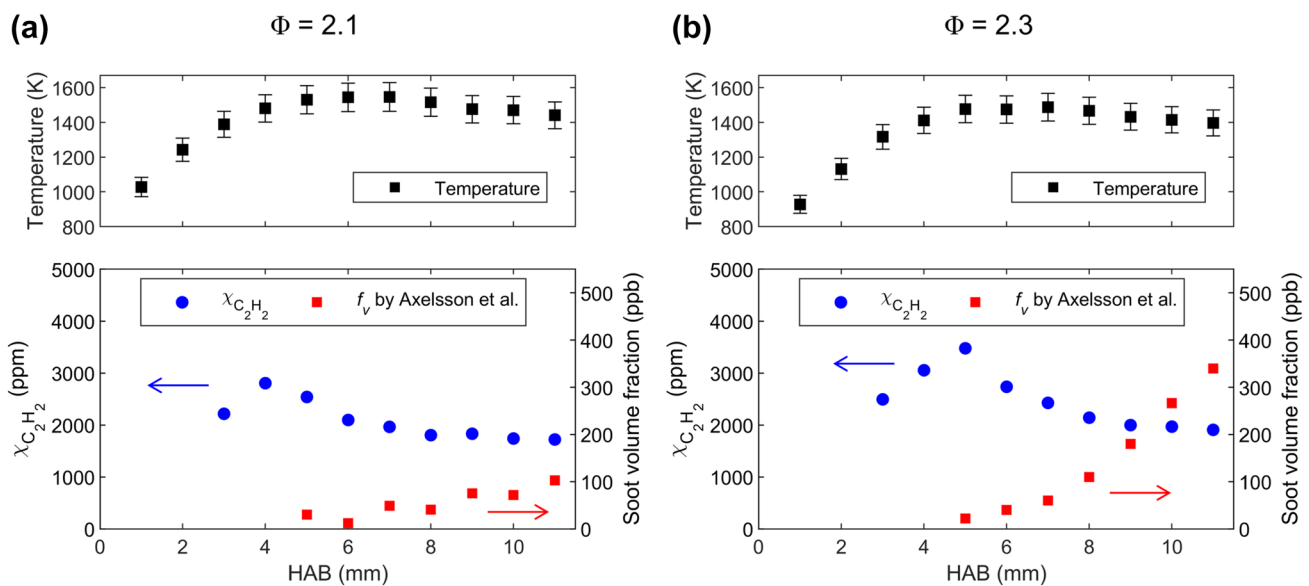 (a)
Φ = 2.1
Temperature (K)
1600
1400
1200
1000
800
Temperature
χC2H2 (ppm)
5000
4000
3000
2000
1000
0
χC2H2
fv by Axelsson et al.
500
400
300
200
100
0
Soot volume fraction (ppb)
0 2 4 6 8 10
HAB (mm)
(b)
Φ = 2.3
Temperature (K)
1600
1400
1200
1000
800
Temperature
χC2H2 (ppm)
5000
4000
3000
2000
1000
0
χC2H2
fv by Axelsson et al.
500
400
300
200
100
0
Soot volume fraction (ppb)
0 2 4 6 8 10
HAB (mm)